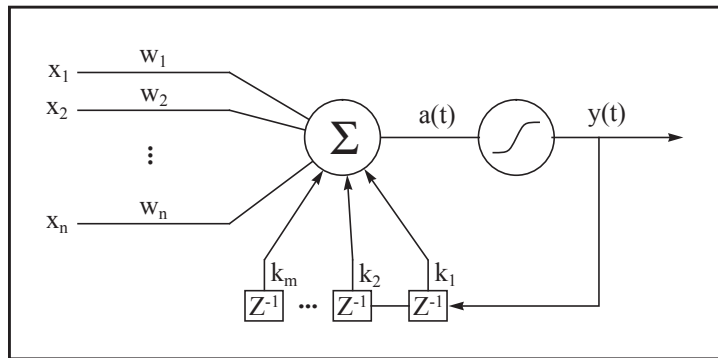 x₁ w₁
x₂ w₂
⋮
xₙ wₙ
Σ
a(t)
y(t)
kₘ k₂ k₁
Z⁻¹ ... Z⁻¹ Z⁻¹